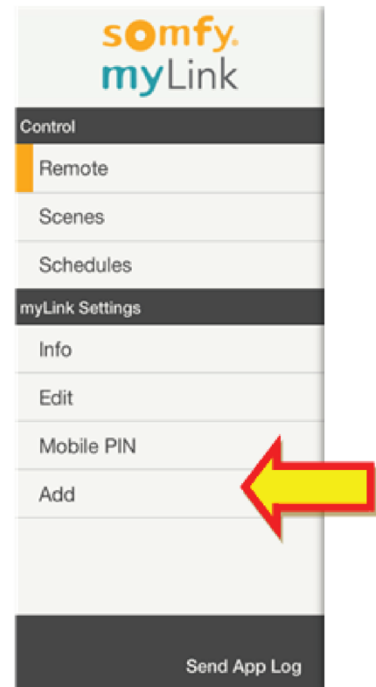 somfy.
myLink
Control
Remote
Scenes
Schedules
myLink Settings
Info
Edit
Mobile PIN
Add
Send App Log